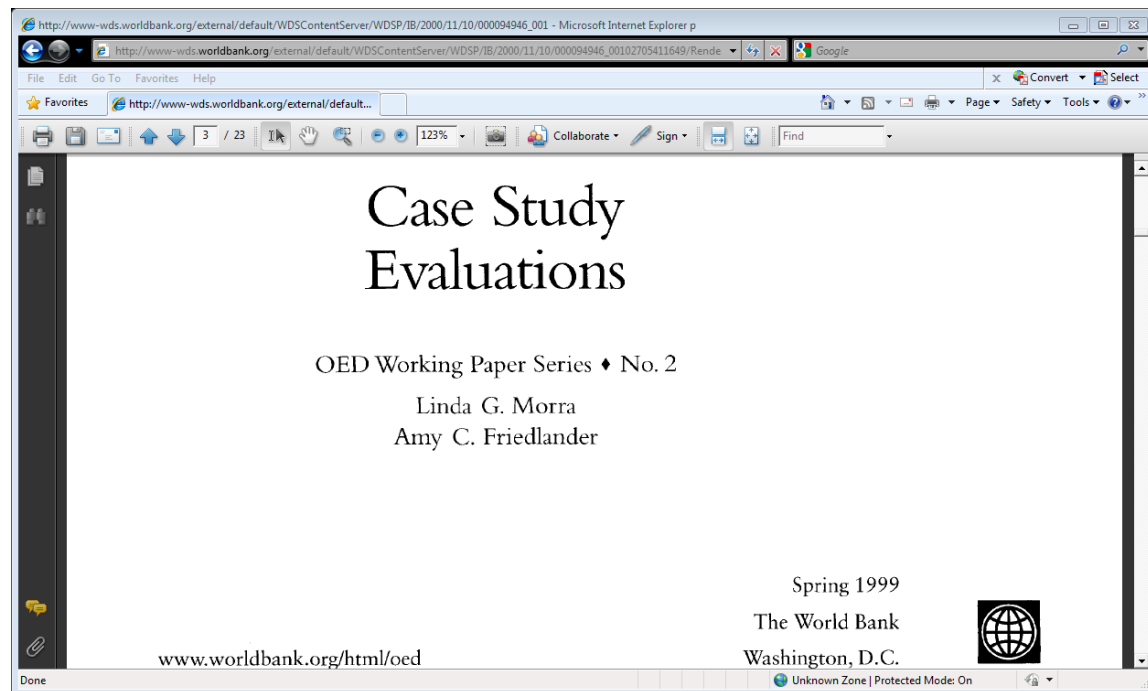 http://www-wds.worldbank.org/external/default/WDSContentServer/WDSP/IB/2000/11/10/000094946_001 - Microsoft Internet Explorer p
http://www-wds.worldbank.org/external/default/WDSContentServer/WDSP/IB/2000/11/10/000094946_00102705411649/Rende
Google
File Edit Go To Favorites Help
x Convert Select
Favorites http://www-wds.worldbank.org/external/default...
Page Safety Tools »
3 / 23 123% Collaborate Sign Find
Case Study
Evaluations
OED Working Paper Series ♦ No. 2
Linda G. Morra
Amy C. Friedlander
Spring 1999
The World Bank
www.worldbank.org/html/oed Washington, D.C.
Done Unknown Zone | Protected Mode: On